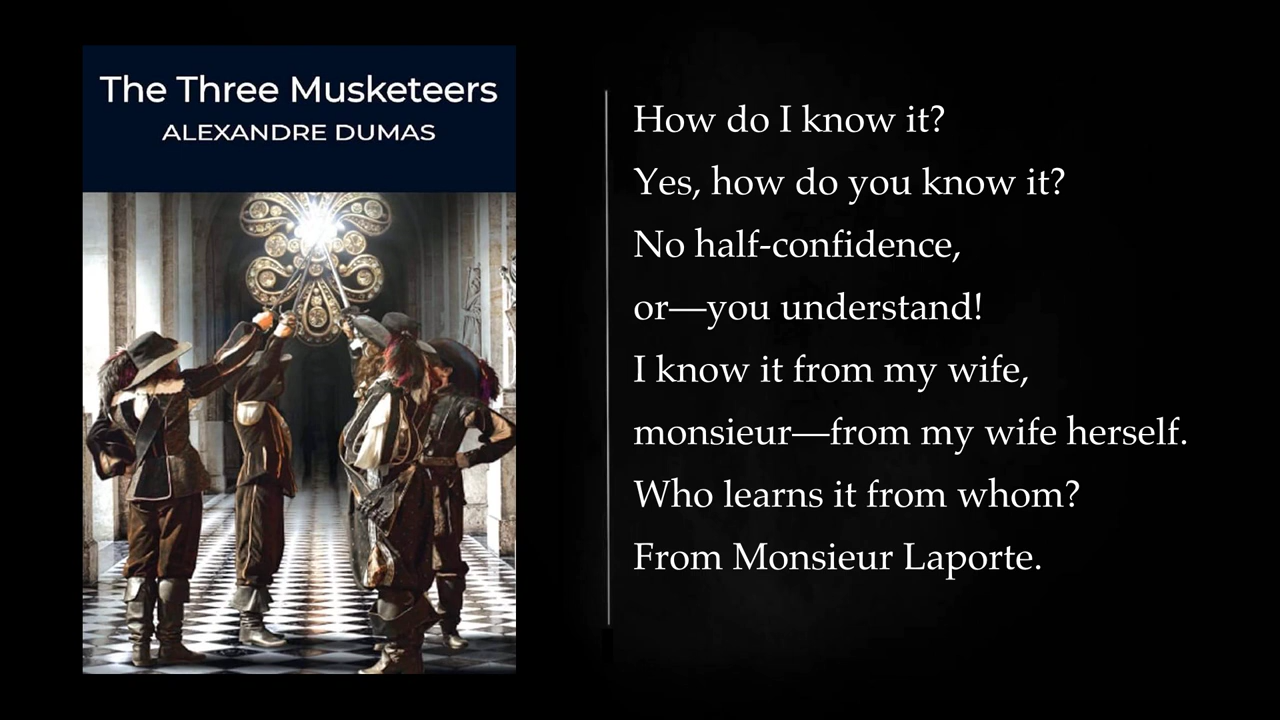 The Three Musketeers
ALEXANDRE DUMAS
How do I know it?
Yes, how do you know it?
No half-confidence,
or—you understand!
I know it from my wife,
monsieur—from my wife herself.
Who learns it from whom?
From Monsieur Laporte.